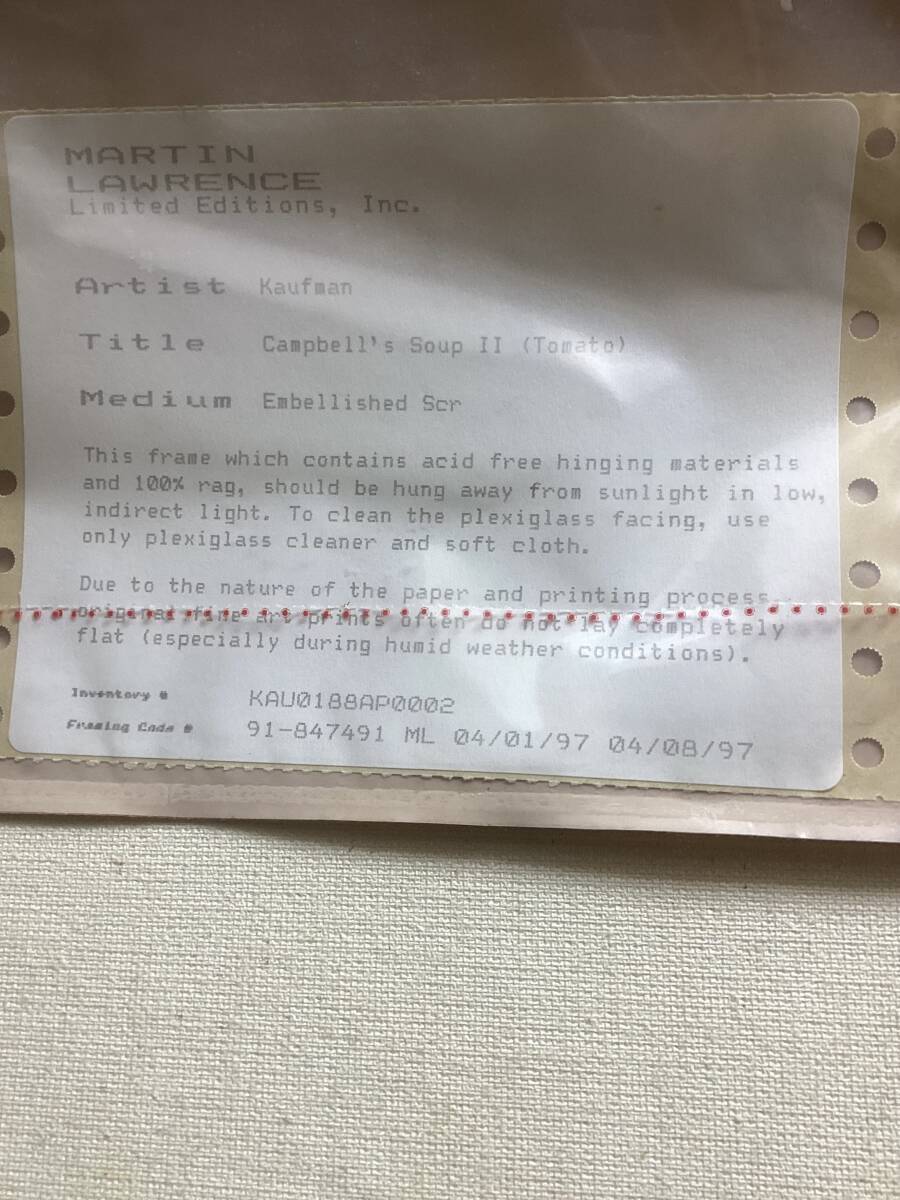 MARTIN
LAWRENCE
Limited Editions, Inc.
Artist Kaufman
Title Campbell's Soup II (Tomato)
Medium Embellished Scr
This frame which contains acid free hinging materials
and 100% rag, should be hung away from sunlight in low,
indirect light. To clean the plexiglass facing, use
only plexiglass cleaner and soft cloth.
Due to the nature of the paper and printing process
original fine art prints often do not lay completely
flat (especially during humid weather conditions).
Inventory # KAU0188AP0002
Framing Code # 91-847491 ML 04/01/97 04/08/97